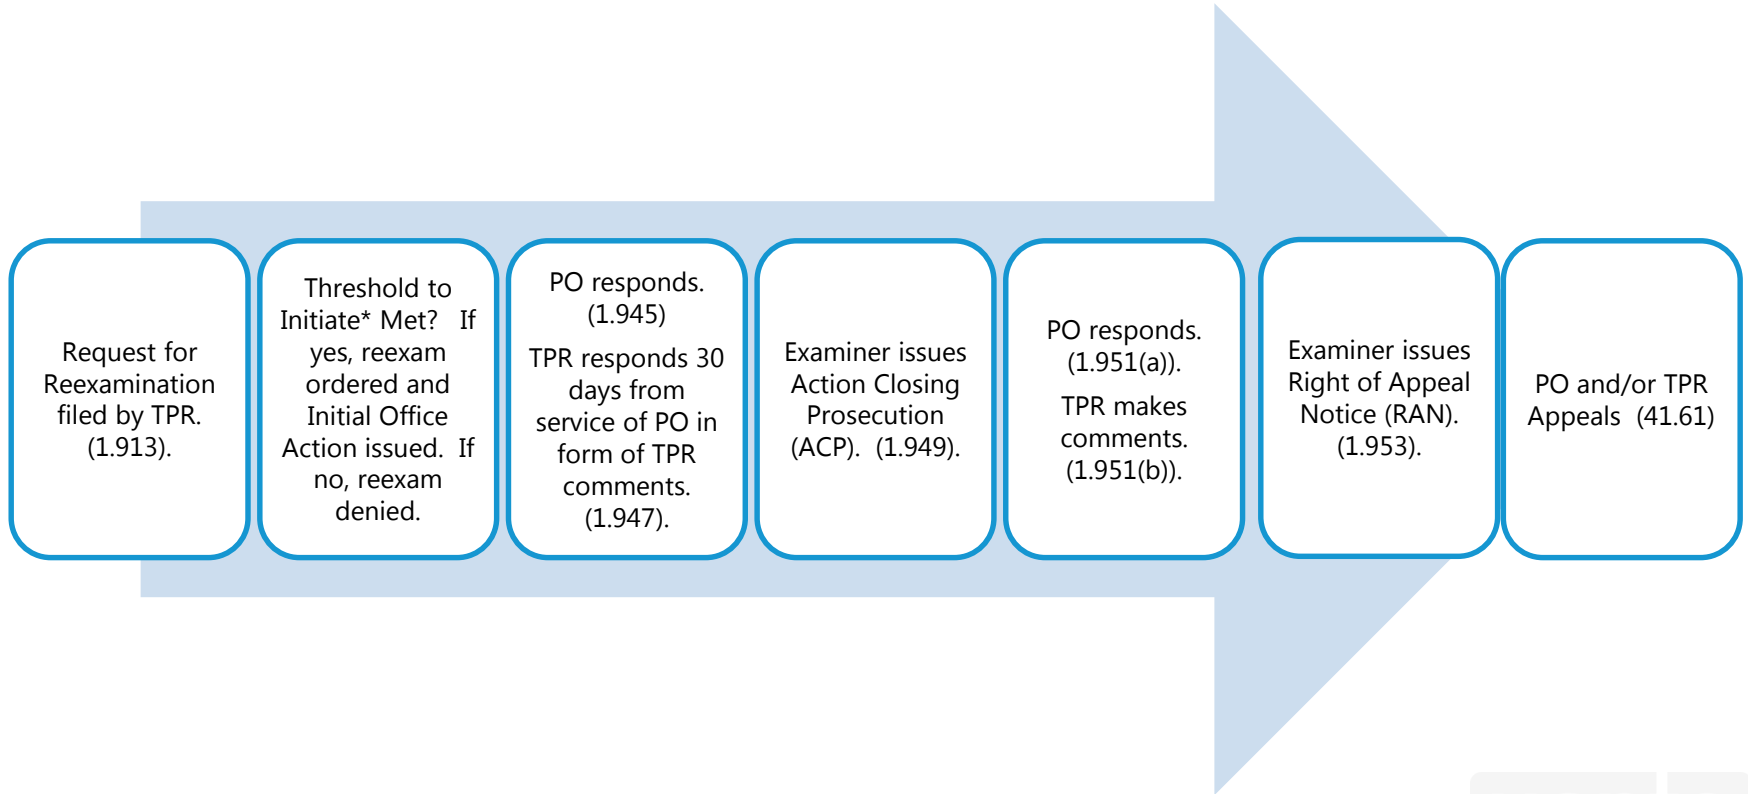 Request for
Reexamination
filed by TPR.
(1.913).
Threshold to
Initiate* Met?   If
yes, reexam
ordered and
Initial Office
Action issued.  If
no, reexam
denied.
PO responds.
(1.945)
TPR responds 30
days from
service of PO in
form of TPR
comments.
(1.947).
Examiner issues
Action Closing
Prosecution
(ACP).  (1.949).
PO responds.
(1.951(a)).
TPR makes
comments.
(1.951(b)).
Examiner issues
Right of Appeal
Notice (RAN).
(1.953).
PO and/or TPR
Appeals  (41.61)